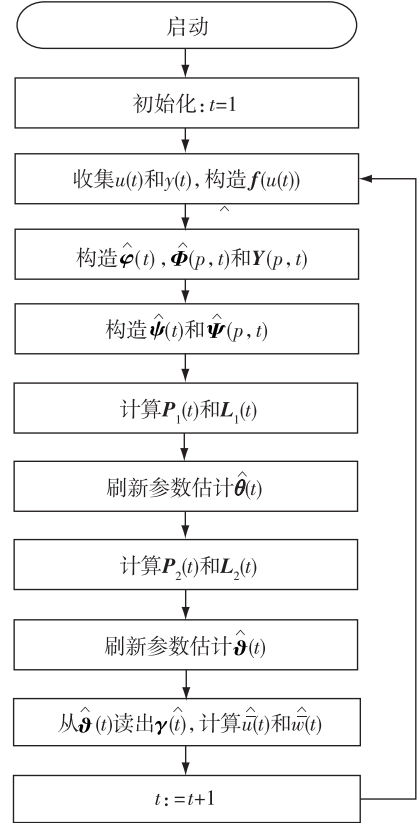 启动
初始化:t=1
收集u(t)和y(t),构造f(u(t))
构造φ̂(t),Φ̂(p,t)和Y(p,t)
构造ψ̂(t)和Ψ̂(p,t)
计算P₁(t)和L₁(t)
刷新参数估计θ̂(t)
计算P₂(t)和L₂(t)
刷新参数估计ϑ̂(t)
从ϑ̂(t)读出γ(t̂),计算ū̂(t)和w̄̂(t)
t:=t+1